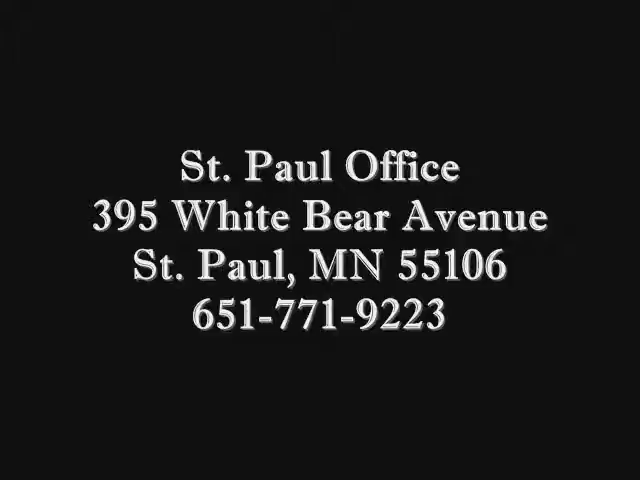 St. Paul Office
395 White Bear Avenue
St. Paul, MN 55106
651-771-9223